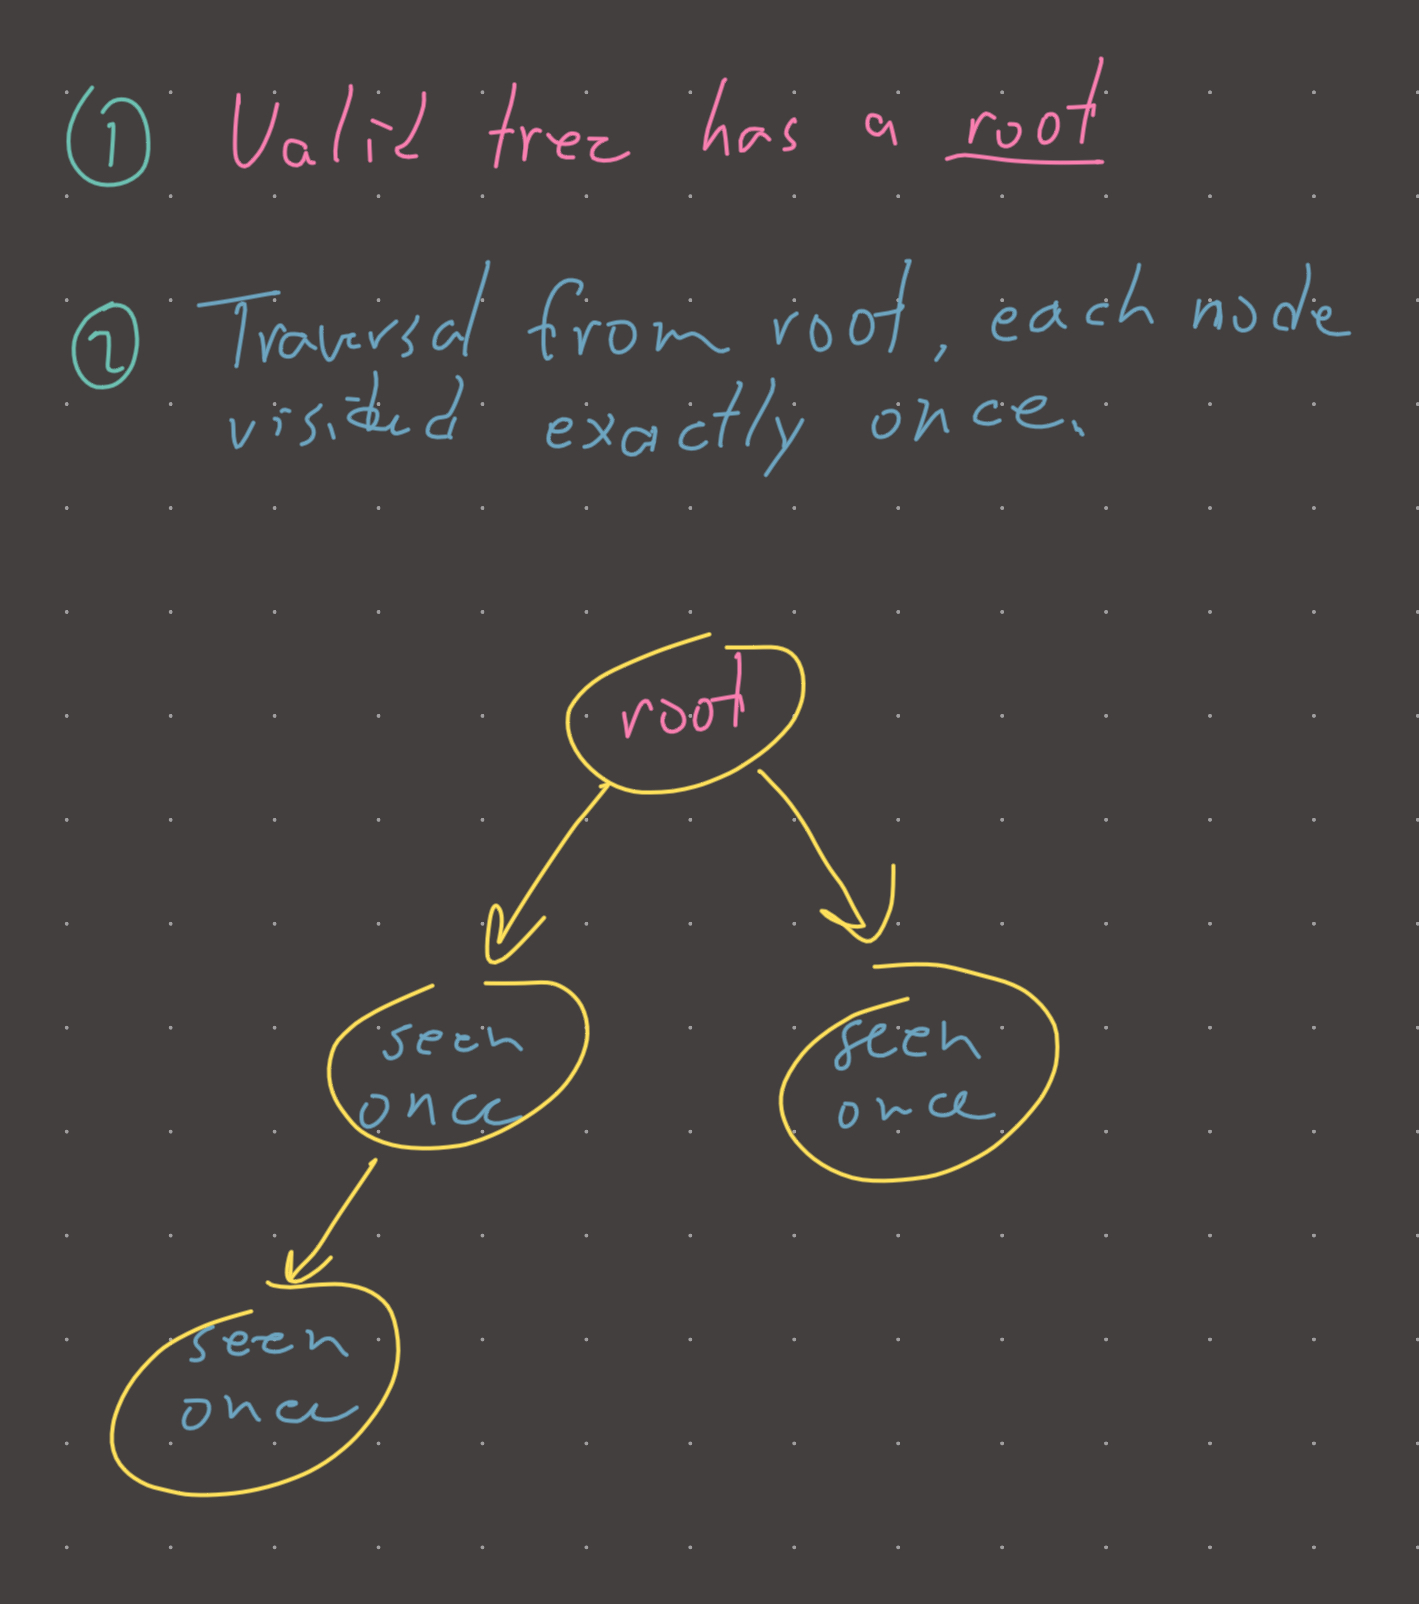 ① Valid tree has a root
② Traversal from root, each node
visited exactly once.
root
seen
once
seen
once
seen
once